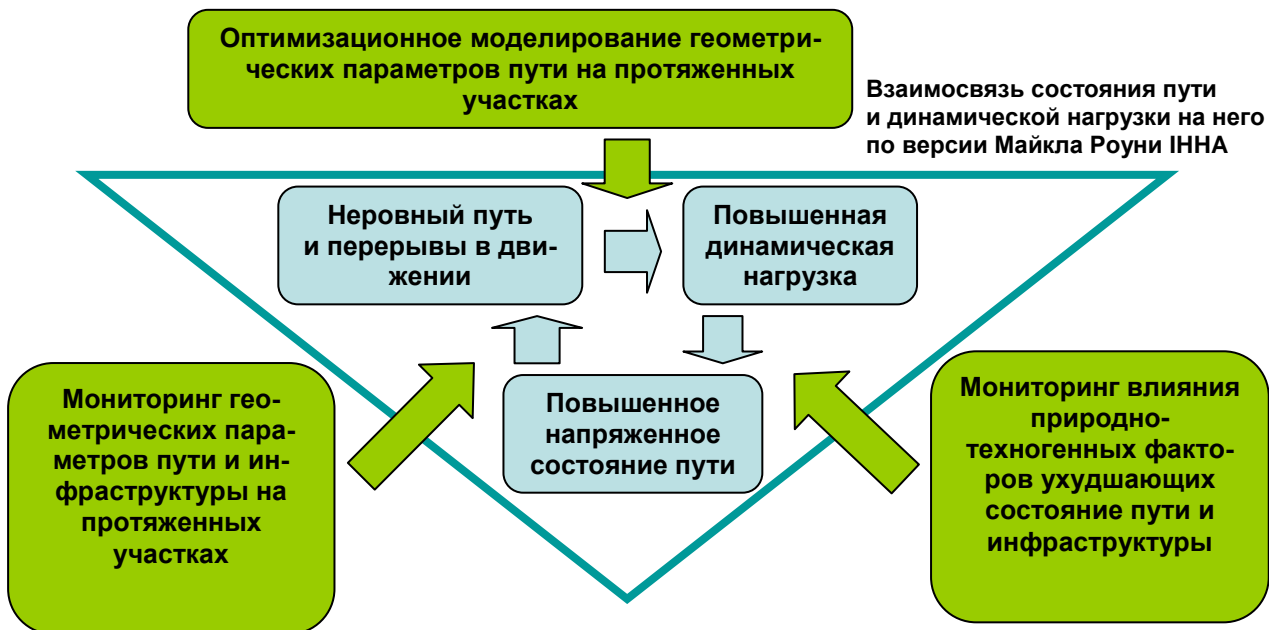 Оптимизационное моделирование геометри-
ческих параметров пути на протяженных
участках
Взаимосвязь состояния пути
и динамической нагрузки на него
по версии Майкла Роуни IHHA
Неровный путь
и перерывы в дви-
жении
Повышенная
динамическая
нагрузка
Повышенное
напряженное
состояние пути
Мониторинг гео-
метрических пара-
метров пути и ин-
фраструктуры на
протяженных
участках
Мониторинг влияния
природно-
техногенных факто-
ров ухудшающих
состояние пути и
инфраструктуры